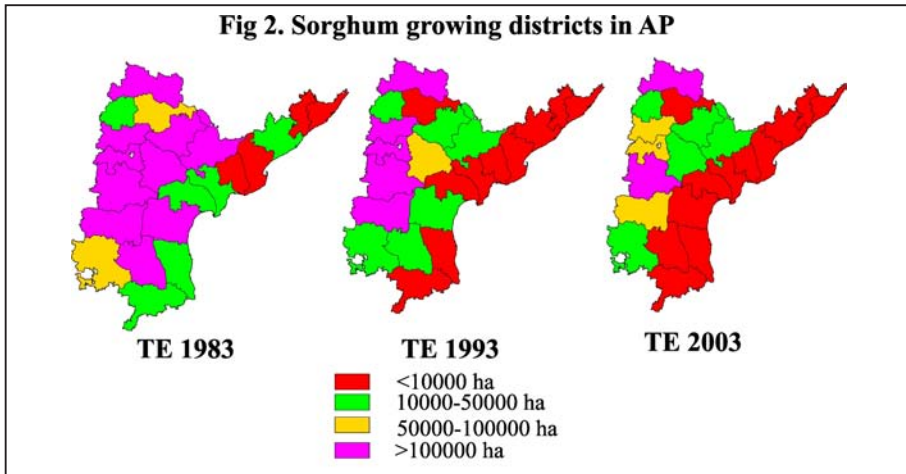 Fig 2. Sorghum growing districts in AP
TE 1983
TE 1993
TE 2003
<10000 ha
10000-50000 ha
50000-100000 ha
>100000 ha